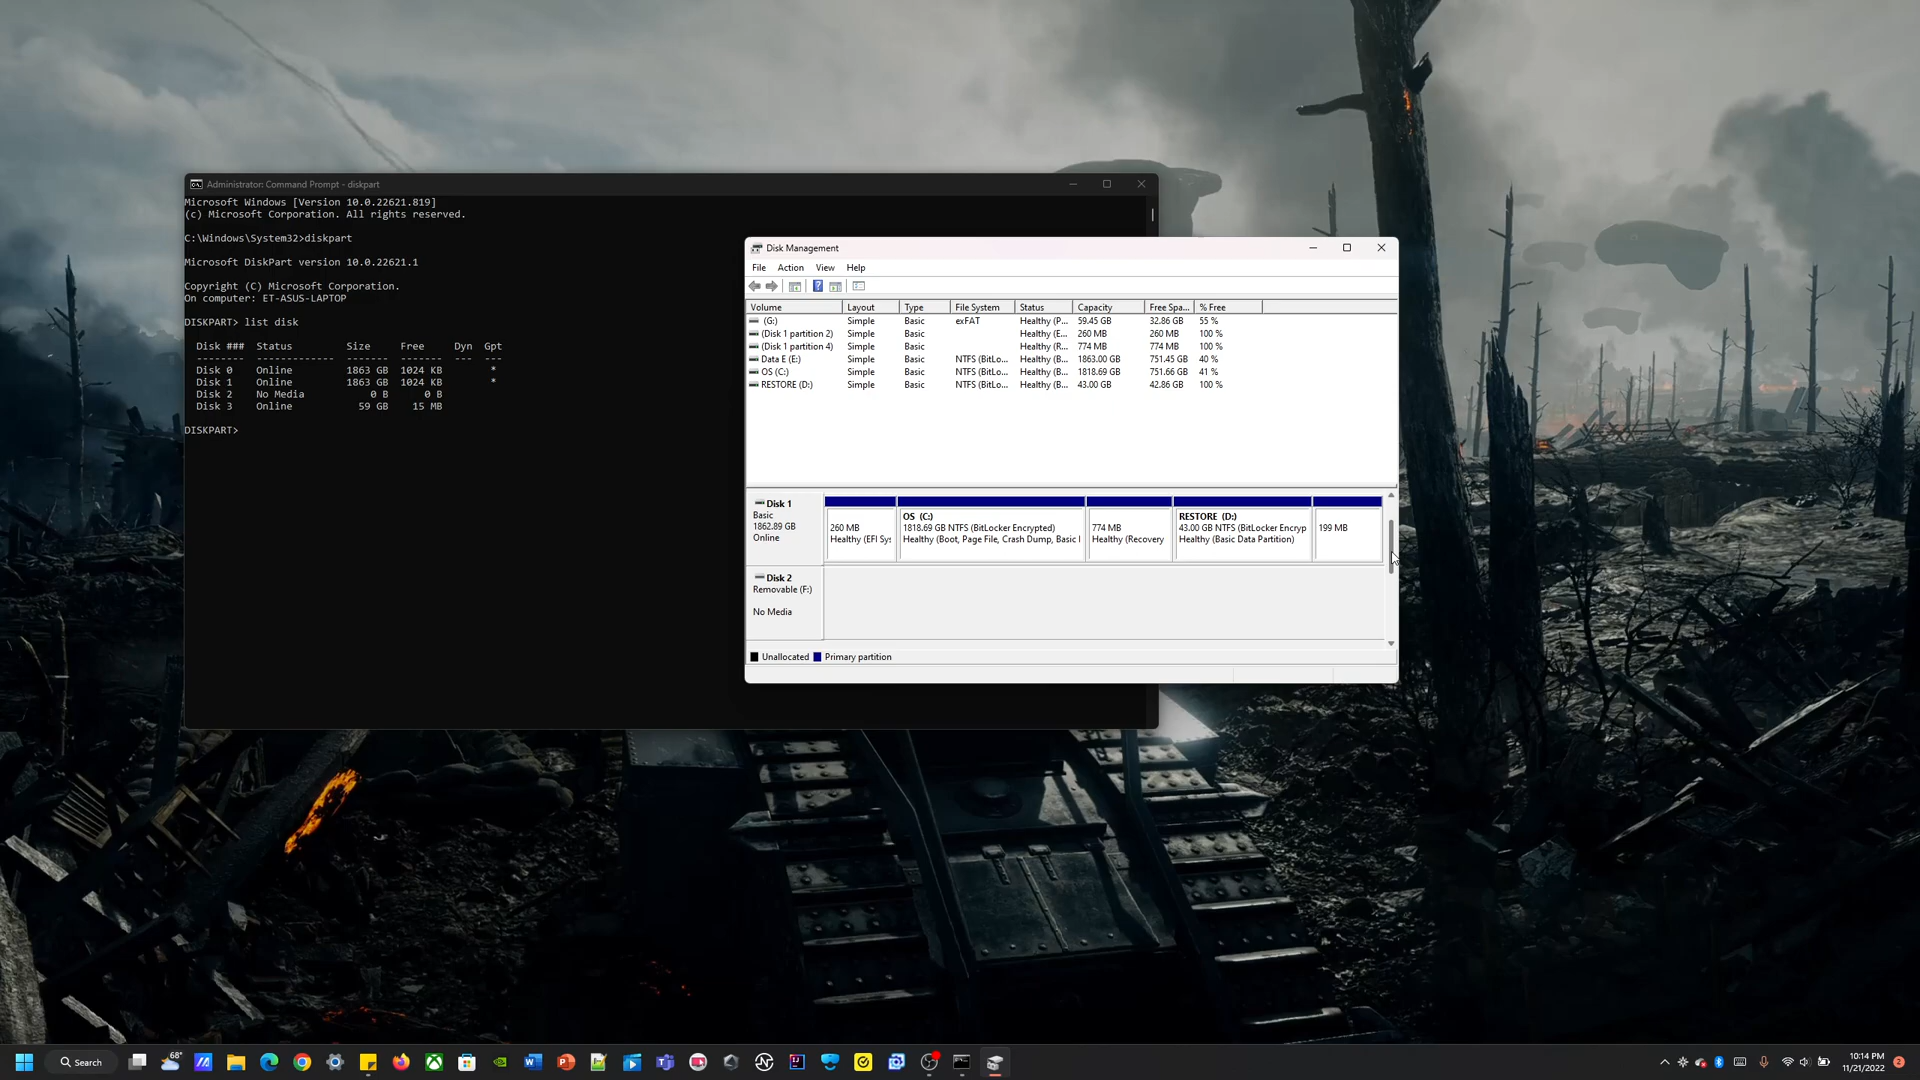 Administrator: Command Prompt - diskpart
Microsoft Windows [Version 10.0.22621.819]
(c) Microsoft Corporation. All rights reserved.
C:\Windows\System32>diskpart
Microsoft DiskPart version 10.0.22621.1
Copyright (C) Microsoft Corporation.
On computer: ET-ASUS-LAPTOP
DISKPART> list disk
Disk ### Status Size Free Dyn Gpt
-------- ------------- ------- ------- --- ---
Disk 0 Online 1863 GB 1024 KB *
Disk 1 Online 1863 GB 1024 KB *
Disk 2 No Media 0 B 0 B
Disk 3 Online 59 GB 15 MB
DISKPART>
Disk Management
File Action View Help
Volume Layout Type File System Status Capacity Free Spa... % Free
(G:) Simple Basic exFAT Healthy (P... 59.45 GB 32.86 GB 55 %
(Disk 1 partition 2) Simple Basic Healthy (E... 260 MB 260 MB 100 %
(Disk 1 partition 4) Simple Basic Healthy (R... 774 MB 774 MB 100 %
Data E (E:) Simple Basic NTFS (BitLo... Healthy (B... 1863.00 GB 751.45 GB 40 %
OS (C:) Simple Basic NTFS (BitLo... Healthy (B... 1818.69 GB 751.66 GB 41 %
RESTORE (D:) Simple Basic NTFS (BitLo... Healthy (B... 43.00 GB 42.86 GB 100 %
Disk 1
Basic
1862.89 GB
Online
260 MB
Healthy (EFI Sys
OS (C:)
1818.69 GB NTFS (BitLocker Encrypted)
Healthy (Boot, Page File, Crash Dump, Basic
774 MB
Healthy (Recovery
RESTORE (D:)
43.00 GB NTFS (BitLocker Encryp
Healthy (Basic Data Partition)
199 MB
Disk 2
Removable (F:)
No Media
Unallocated Primary partition
Search
68°
10:14 PM
11/21/2022
2